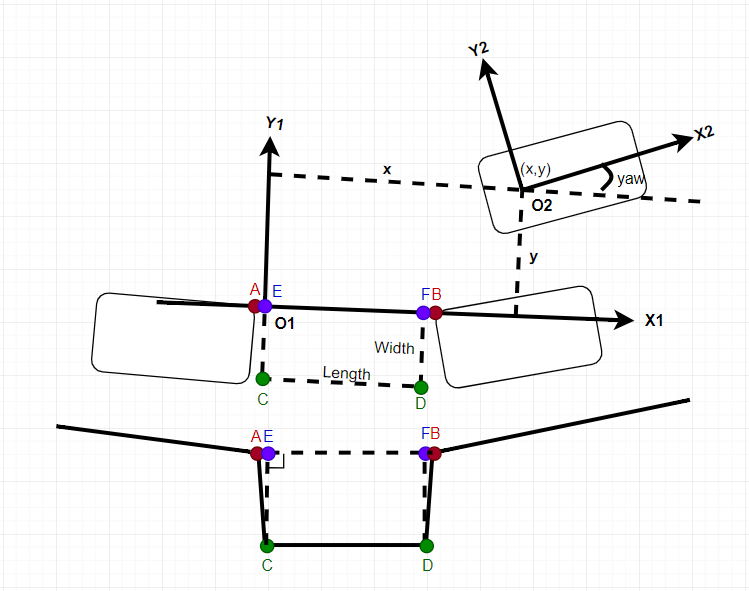 Y2
Y1
X2
x
(x,y)
yaw
O2
y
A E
F B
O1
X1
Width
Length
C
D
A E
F B
C
D